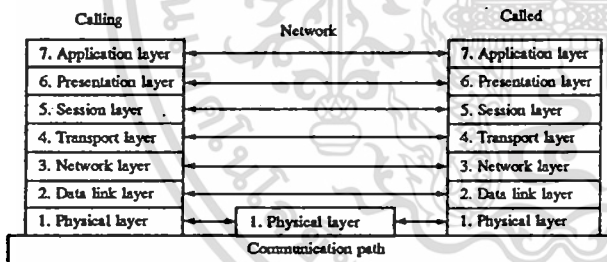 Calling
Network
Called
7. Application layer
7. Application layer
6. Presentation layer
6. Presentation layer
5. Session layer
5. Session layer
4. Transport layer
4. Transport layer
3. Network layer
3. Network layer
2. Data link layer
2. Data link layer
1. Physical layer
1. Physical layer
1. Physical layer
Communication path